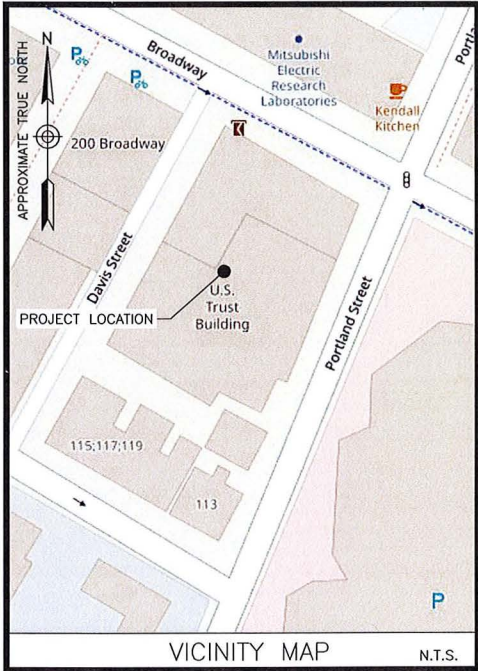 N
APPROXIMATE TRUE NORTH
P
P
Broadway
Mitsubishi
Electric
Research
Laboratories
Kendall
Kitchen
200 Broadway
Davis Street
U.S.
Trust
Building
PROJECT LOCATION
Portland Street
115;117;119
113
P
VICINITY MAP
N.T.S.